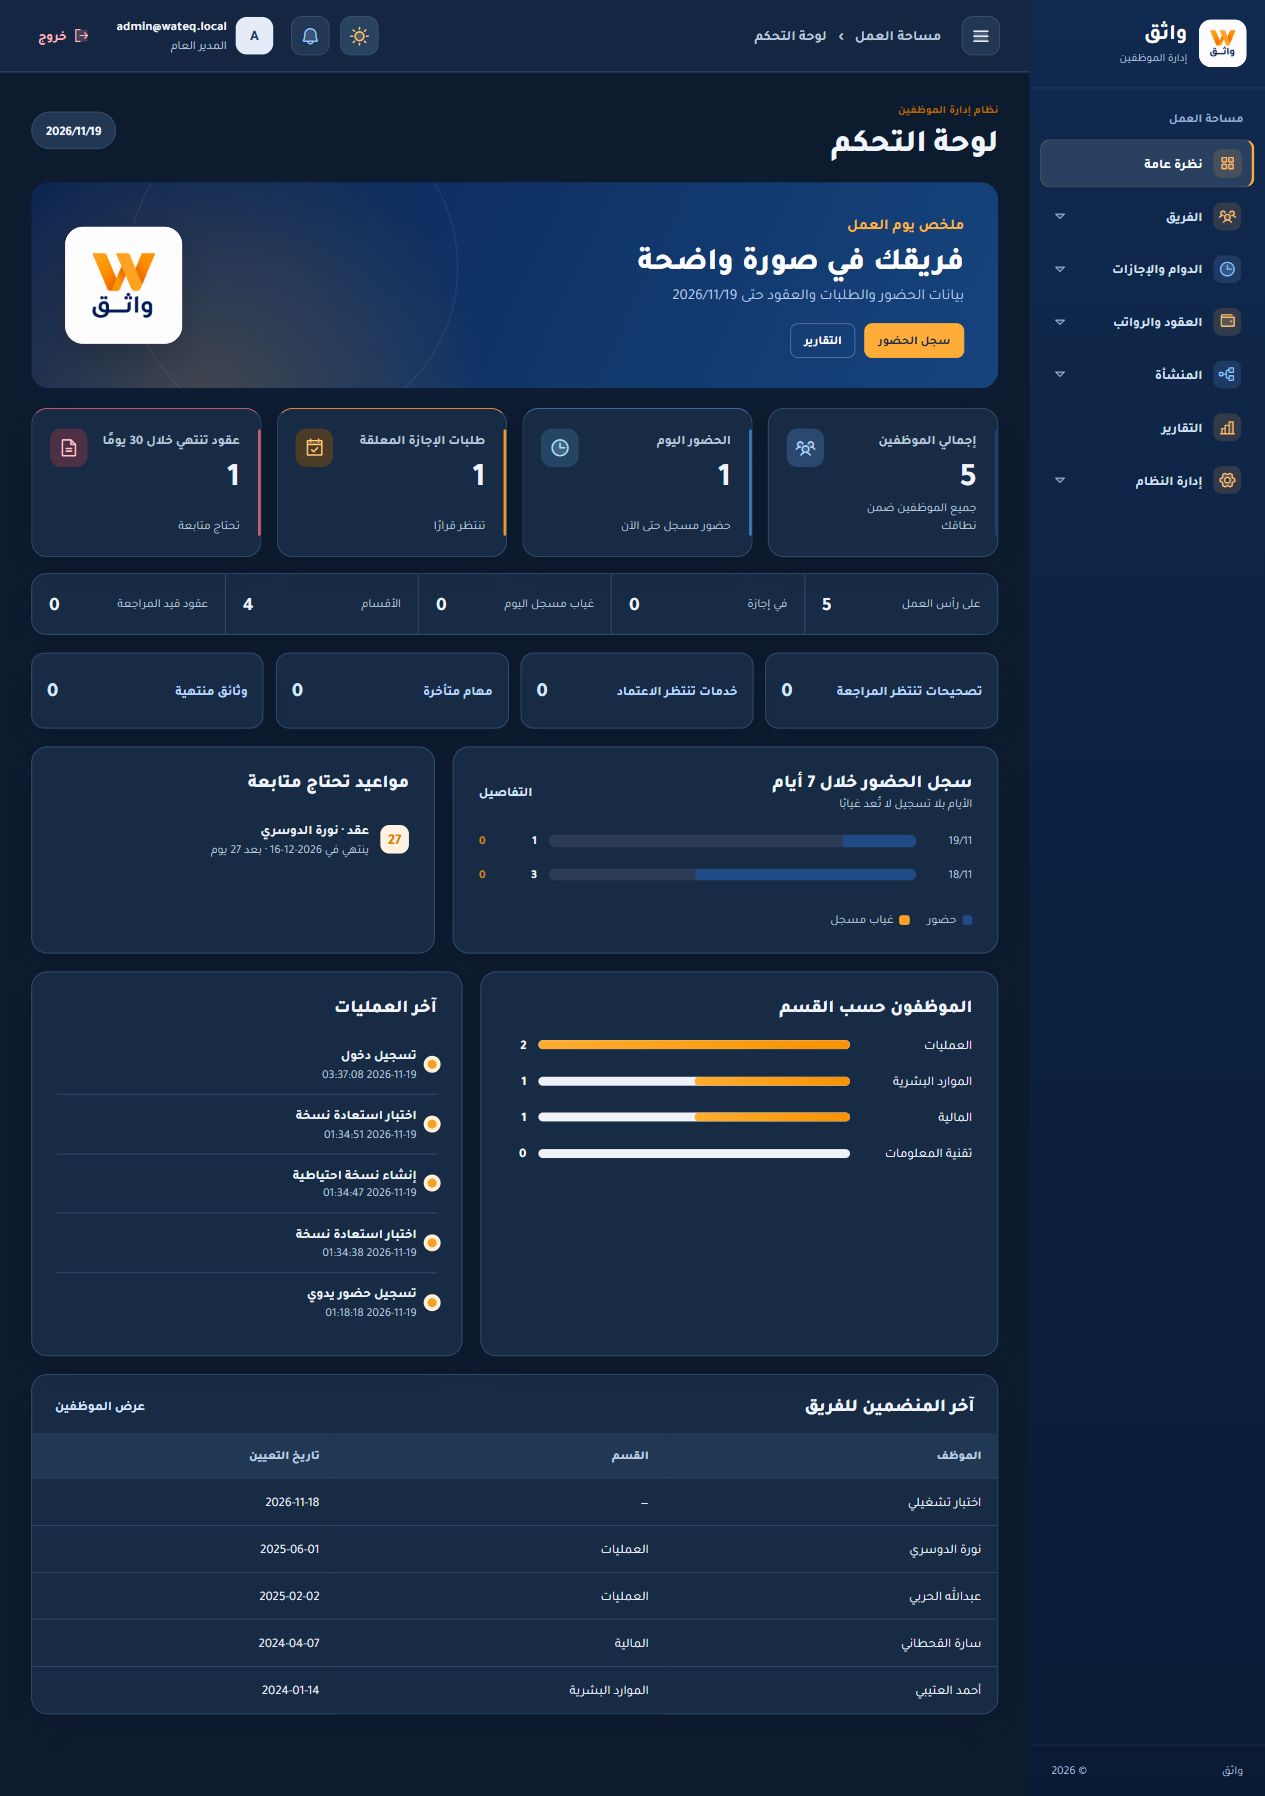 واثق
إدارة الموظفين
واثق
مساحة العمل
نظرة عامة
الفريق
الدوام والإجازات
العقود والرواتب
المنشأة
التقارير
إدارة النظام
واثق
© 2026
مساحة العمل › لوحة التحكم
A
admin@wateq.local
المدير العام
خروج
نظام إدارة الموظفين
لوحة التحكم
2026/11/19
ملخص يوم العمل
فريقك في صورة واضحة
بيانات الحضور والطلبات والعقود حتى 2026/11/19
سجل الحضور
التقارير
واثق
إجمالي الموظفين
5
جميع الموظفين ضمن
نطاقك
الحضور اليوم
1
حضور مسجل حتى الآن
طلبات الإجازة المعلقة
1
تنتظر قرارًا
عقود تنتهي خلال 30 يومًا
1
تحتاج متابعة
على رأس العمل 5
في إجازة 0
غياب مسجل اليوم 0
الأقسام 4
عقود قيد المراجعة 0
تصحيحات تنتظر المراجعة 0
خدمات تنتظر الاعتماد 0
مهام متأخرة 0
وثائق منتهية 0
سجل الحضور خلال 7 أيام
الأيام بلا تسجيل لا تُعد غيابًا
التفاصيل
19/11 1 0
18/11 3 0
حضور
غياب مسجل
مواعيد تحتاج متابعة
27
عقد · نورة الدوسري
ينتهي في 2026-12-16 · بعد 27 يوم
الموظفون حسب القسم
العمليات 2
الموارد البشرية 1
المالية 1
تقنية المعلومات 0
آخر العمليات
تسجيل دخول
2026-11-19 03:37:08
اختبار استعادة نسخة
2026-11-19 01:34:51
إنشاء نسخة احتياطية
2026-11-19 01:34:47
اختبار استعادة نسخة
2026-11-19 01:34:38
تسجيل حضور يدوي
2026-11-19 01:18:18
آخر المنضمين للفريق
عرض الموظفين
الموظف القسم تاريخ التعيين
اختبار تشغيلي — 2026-11-18
نورة الدوسري العمليات 2025-06-01
عبدالله الحربي العمليات 2025-02-02
سارة القحطاني المالية 2024-04-07
أحمد العتيبي الموارد البشرية 2024-01-14